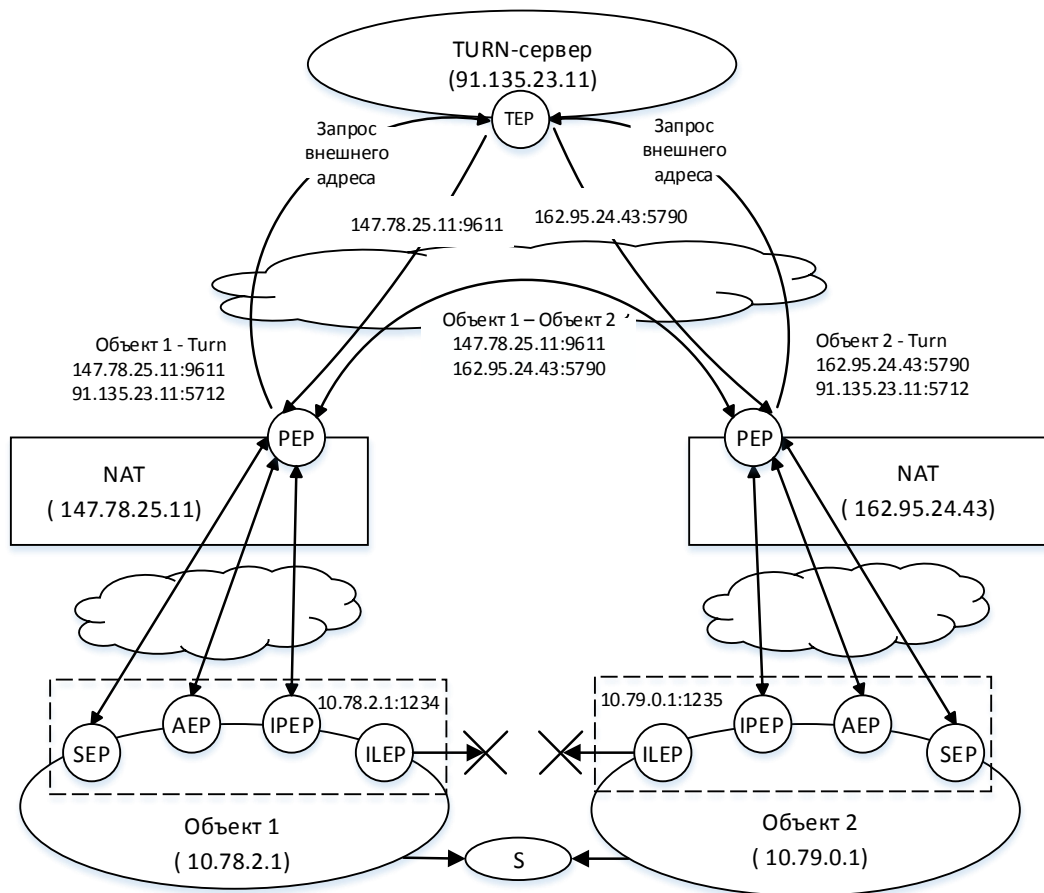 TURN-сервер
(91.135.23.11)
TEP
Запрос
внешнего
адреса
Запрос
внешнего
адреса
147.78.25.11:9611
162.95.24.43:5790
Объект 1 – Объект 2
147.78.25.11:9611
162.95.24.43:5790
Объект 1 - Turn
147.78.25.11:9611
91.135.23.11:5712
Объект 2 - Turn
162.95.24.43:5790
91.135.23.11:5712
PEP
PEP
NAT
( 147.78.25.11)
NAT
( 162.95.24.43)
10.78.2.1:1234
10.79.0.1:1235
SEP
AEP
IPEP
ILEP
ILEP
IPEP
AEP
SEP
Объект 1
( 10.78.2.1)
S
Объект 2
( 10.79.0.1)